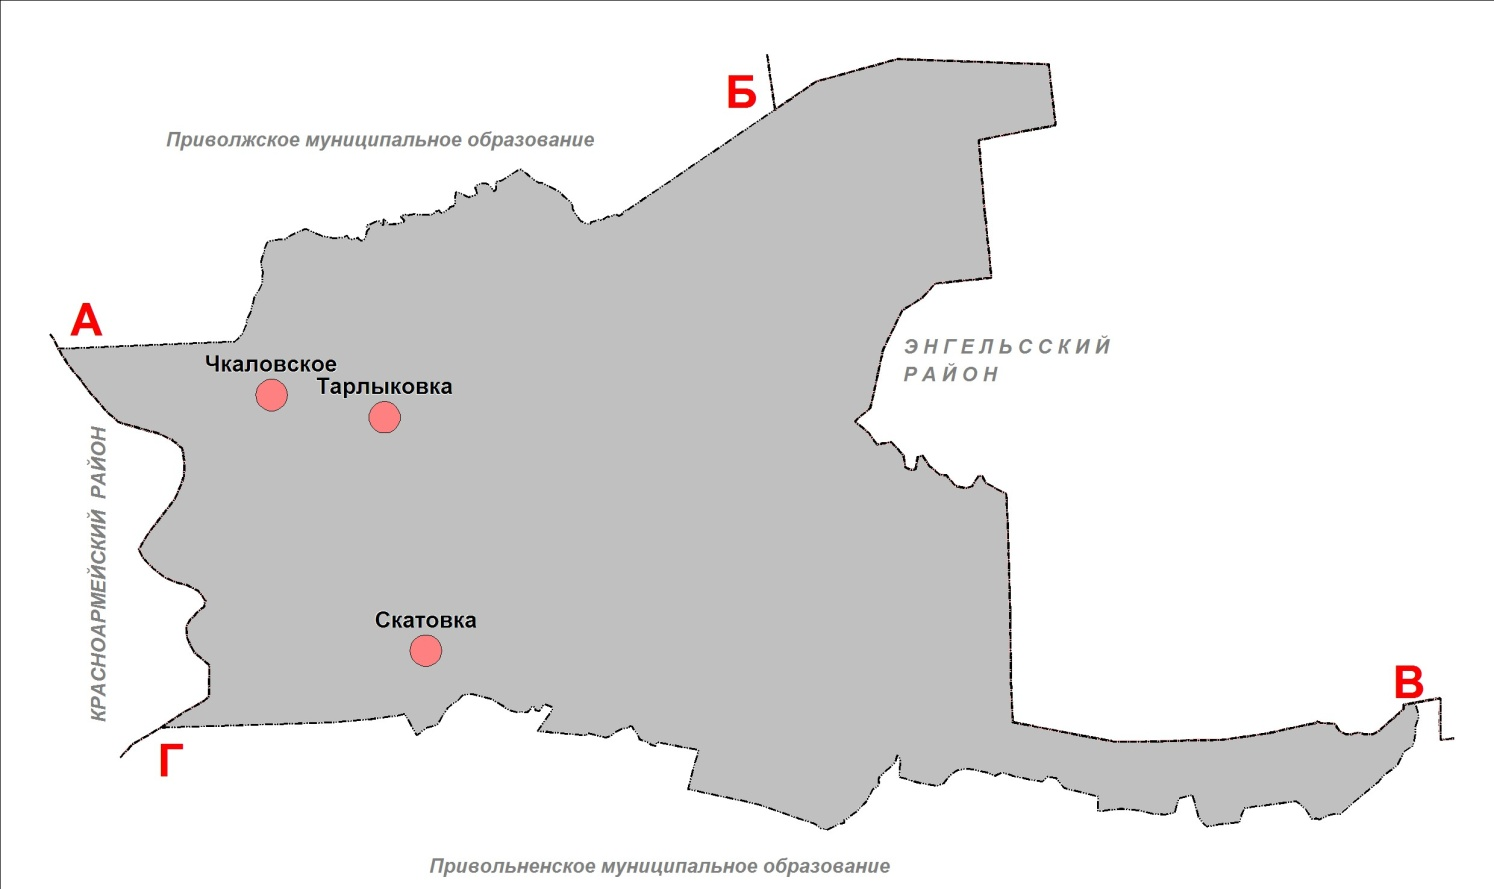 Б
Приволжское муниципальное образование
А
ЭНГЕЛЬССКИЙ
РАЙОН
Чкаловское
Тарлыковка
КРАСНОАРМЕЙСКИЙ РАЙОН
Скатовка
В
Г
Привольненское муниципальное образование